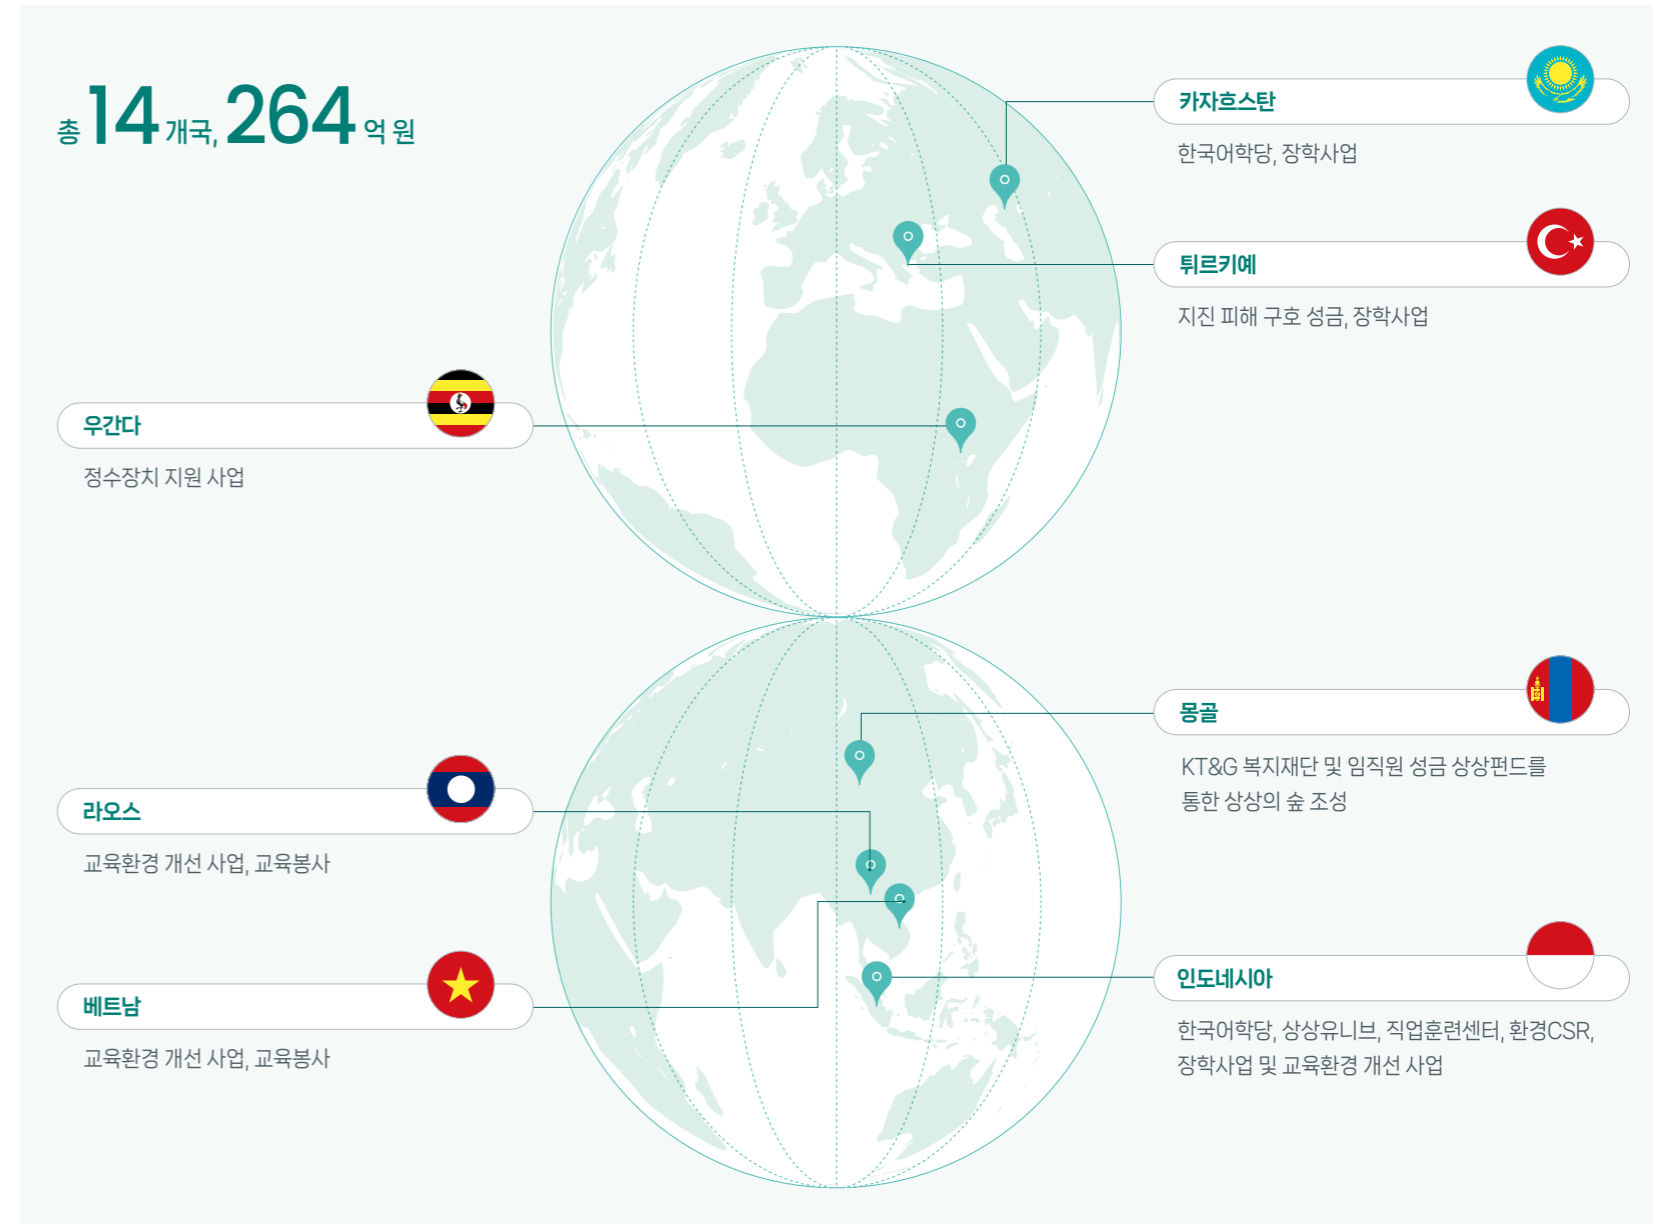 총 14 개국, 264 억 원
카자흐스탄
한국어학당, 장학사업
튀르키예
지진 피해 구호 성금, 장학사업
우간다
정수장치 지원 사업
몽골
KT&G 복지재단 및 임직원 성금 상상펀드를
통한 상상의 숲 조성
라오스
교육환경 개선 사업, 교육봉사
베트남
교육환경 개선 사업, 교육봉사
인도네시아
한국어학당, 상상유니브, 직업훈련센터, 환경CSR,
장학사업 및 교육환경 개선 사업